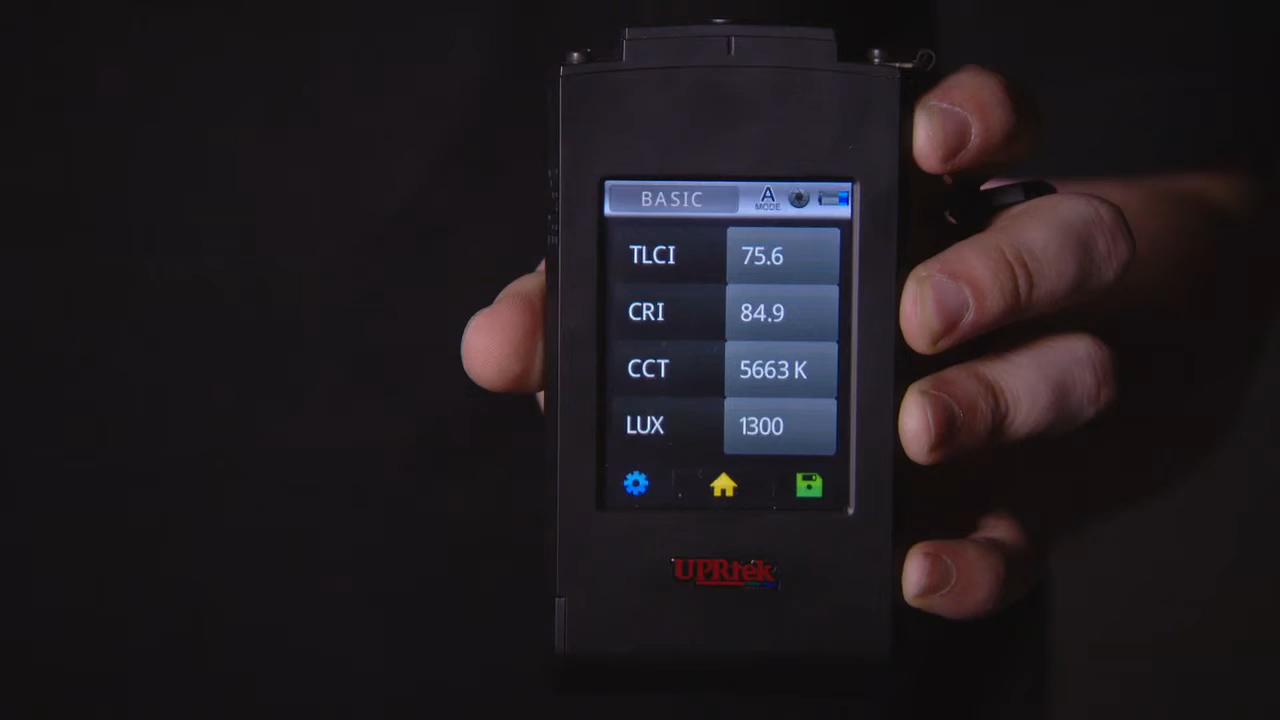 BASIC A MODE
TLCI 75.6
CRI 84.9
CCT 5663 K
LUX 1300
UPRtek